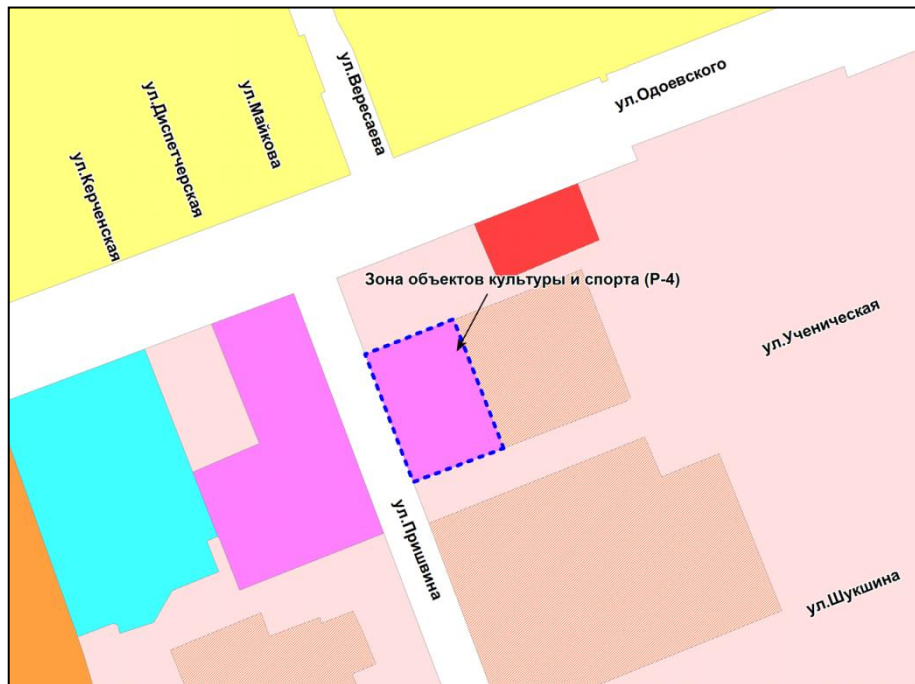 ул.Одоевского
ул.Вересаева
ул.Майкова
ул.Диспетчерская
ул.Керченская
Зона объектов культуры и спорта (Р-4)
ул.Ученическая
ул.Пришвина
ул.Шукшина